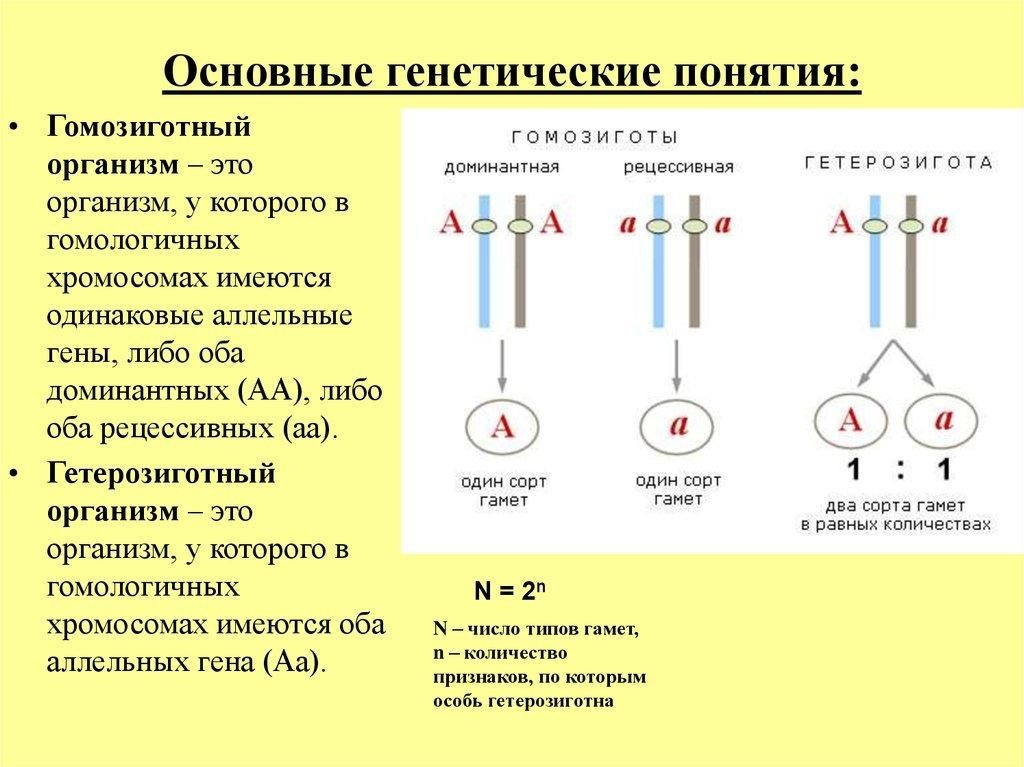 Основные генетические понятия:
• Гомозиготный
организм – это
организм, у которого в
гомологичных
хромосомах имеются
одинаковые аллельные
гены, либо оба
доминантных (АА), либо
оба рецессивных (аа).
• Гетерозиготный
организм – это
организм, у которого в
гомологичных
хромосомах имеются оба
аллельных гена (Аа).
ГОМОЗИГОТЫ
доминантная рецессивная
ГЕТЕРОЗИГОТА
А А а а А а
А а А а
1 : 1
один сорт
гамет
один сорт
гамет
два сорта гамет
в равных количествах
N = 2ⁿ
N – число типов гамет,
n – количество
признаков, по которым
особь гетерозиготна